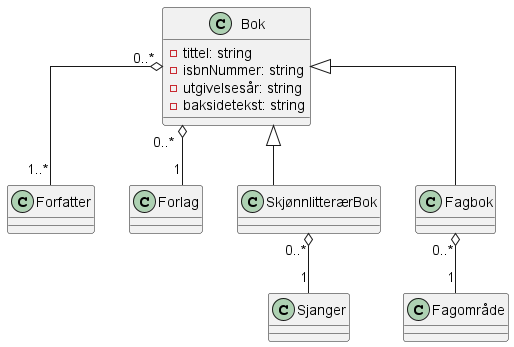 C Bok
tittel: string
isbnNummer: string
utgivelsesår: string
baksidetekst: string
0..*
0..*
1..*
1
C Forfatter
C Forlag
C SkjønnlitterærBok
C Fagbok
0..*
0..*
1
1
C Sjanger
C Fagområde